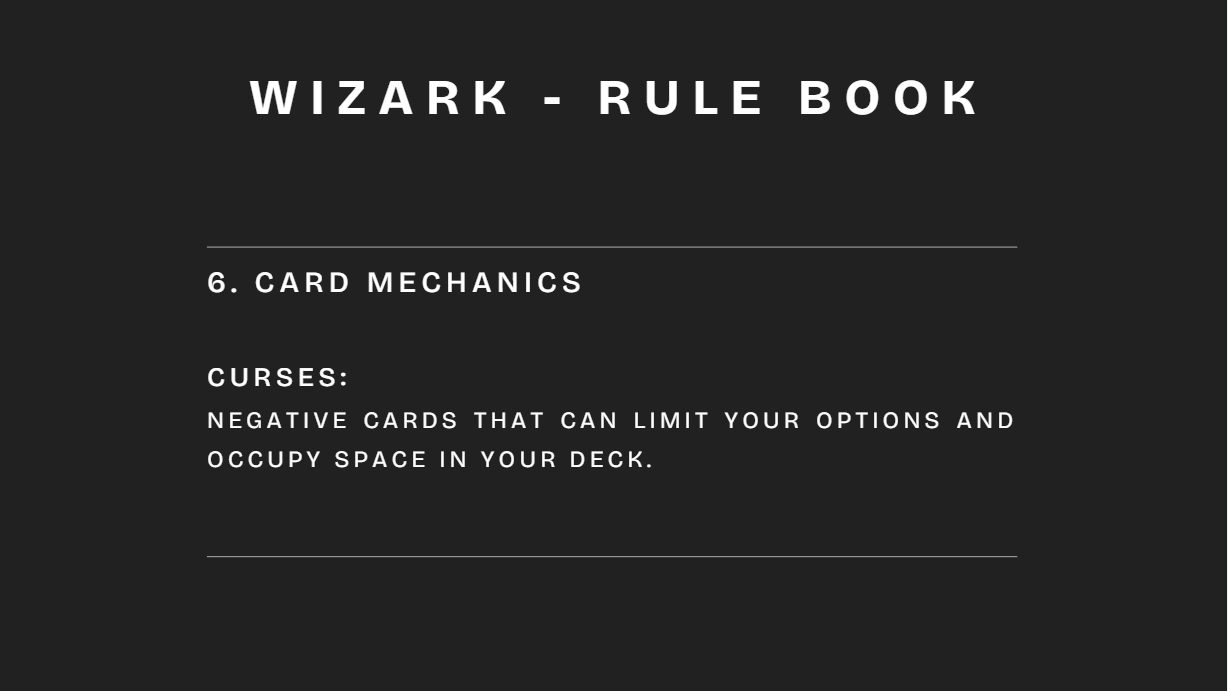 WIZARK - RULE BOOK
6. CARD MECHANICS
CURSES:
NEGATIVE CARDS THAT CAN LIMIT YOUR OPTIONS AND
OCCUPY SPACE IN YOUR DECK.